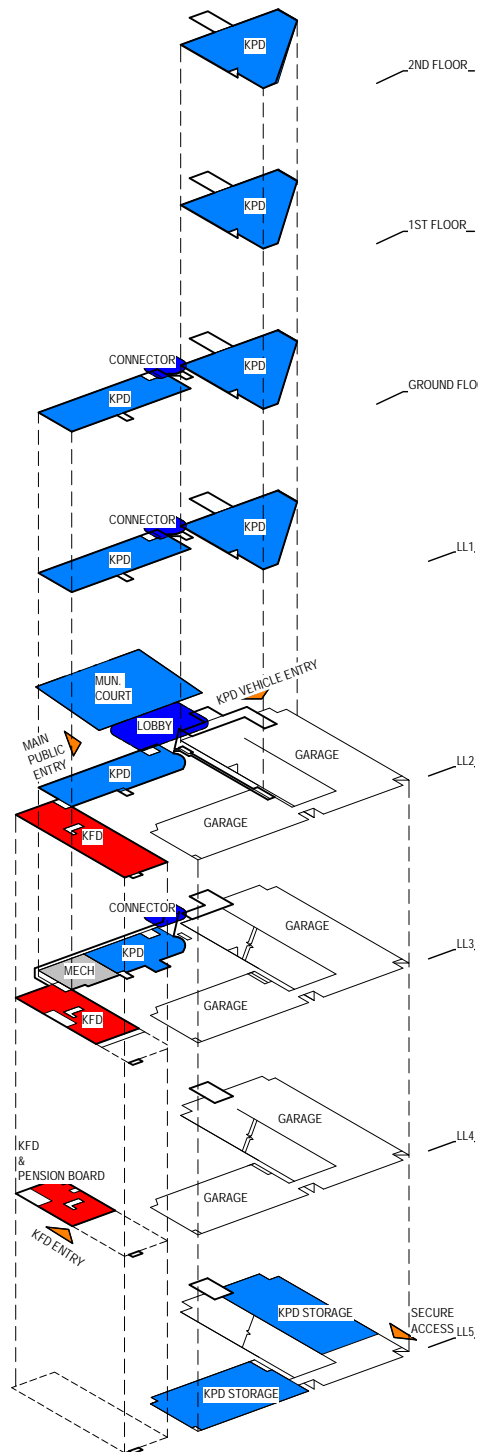 KPD
2ND FLOOR
KPD
1ST FLOOR
CONNECTOR
KPD
KPD
GROUND FLO
CONNECTOR
KPD
KPD
LL1
MUN.
COURT
KPD VEHICLE ENTRY
LOBBY
MAIN
PUBLIC
ENTRY
GARAGE
LL2
KPD
GARAGE
KFD
CONNECTOR
GARAGE
LL3
KPD
MECH
GARAGE
KFD
GARAGE
LL4
KFD
&
PENSION BOARD
GARAGE
KFD ENTRY
KPD STORAGE
SECURE
ACCESS
LL5
KPD STORAGE